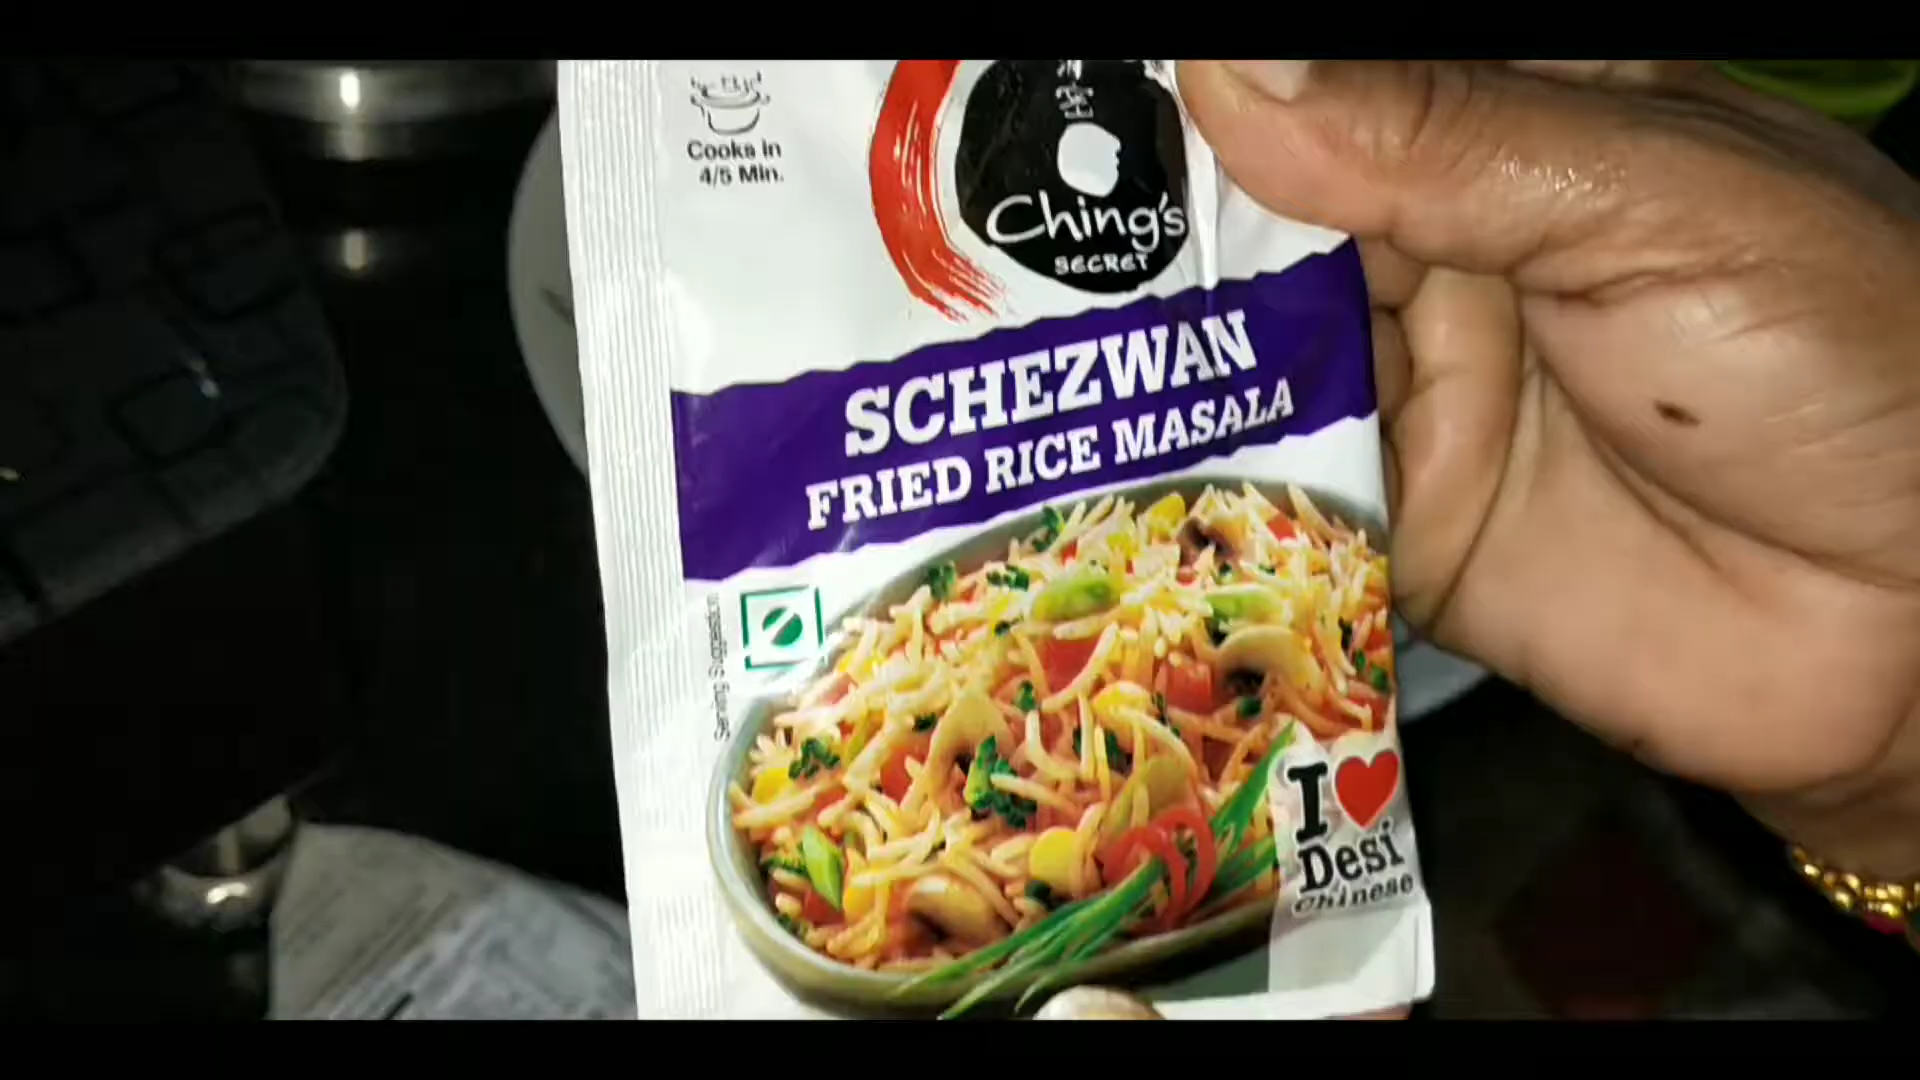 Cooks in
4/5 Min.
Ching's
SECRET
SCHEZWAN
FRIED RICE MASALA
Serving Suggestion
I
Desi
Chinese